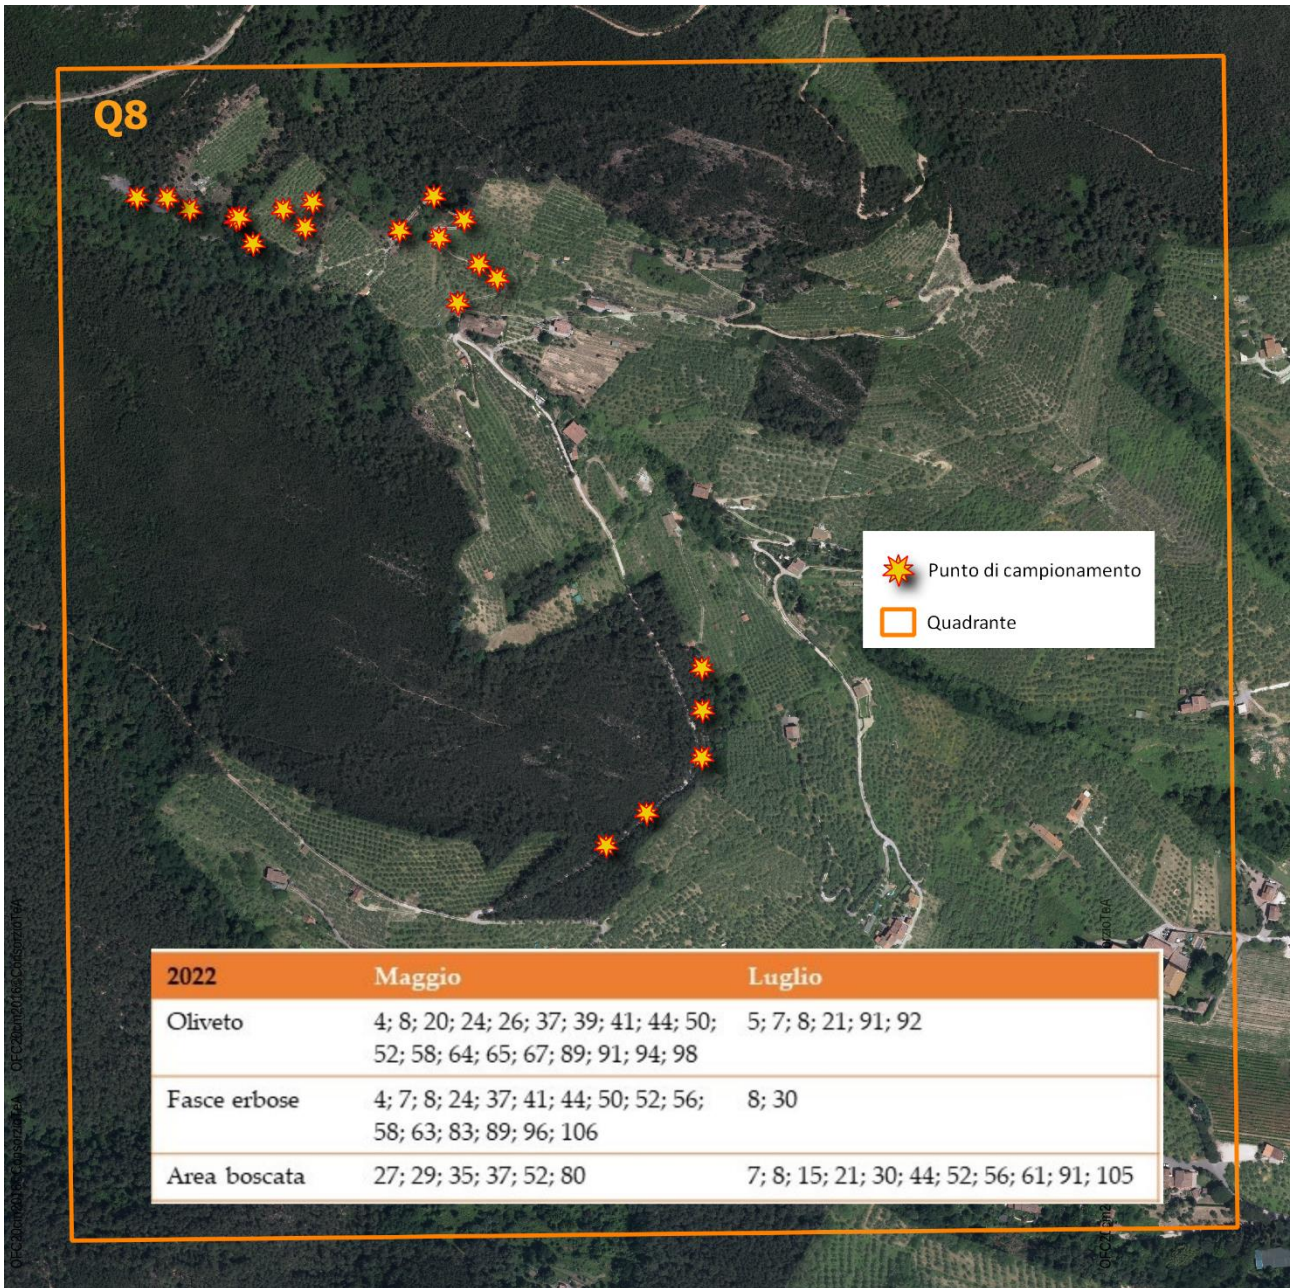 Q8
Punto di campionamento
Quadrante
2022 Maggio Luglio
Oliveto 4; 8; 20; 24; 26; 37; 39; 41; 44; 50; 5; 7; 8; 21; 91; 92
52; 58; 64; 65; 67; 89; 91; 94; 98
Fasce erbose 4; 7; 8; 24; 37; 41; 44; 50; 52; 56; 8; 30
58; 63; 83; 89; 96; 106
Area boscata 27; 29; 35; 37; 52; 80 7; 8; 15; 21; 30; 44; 52; 56; 61; 91; 105